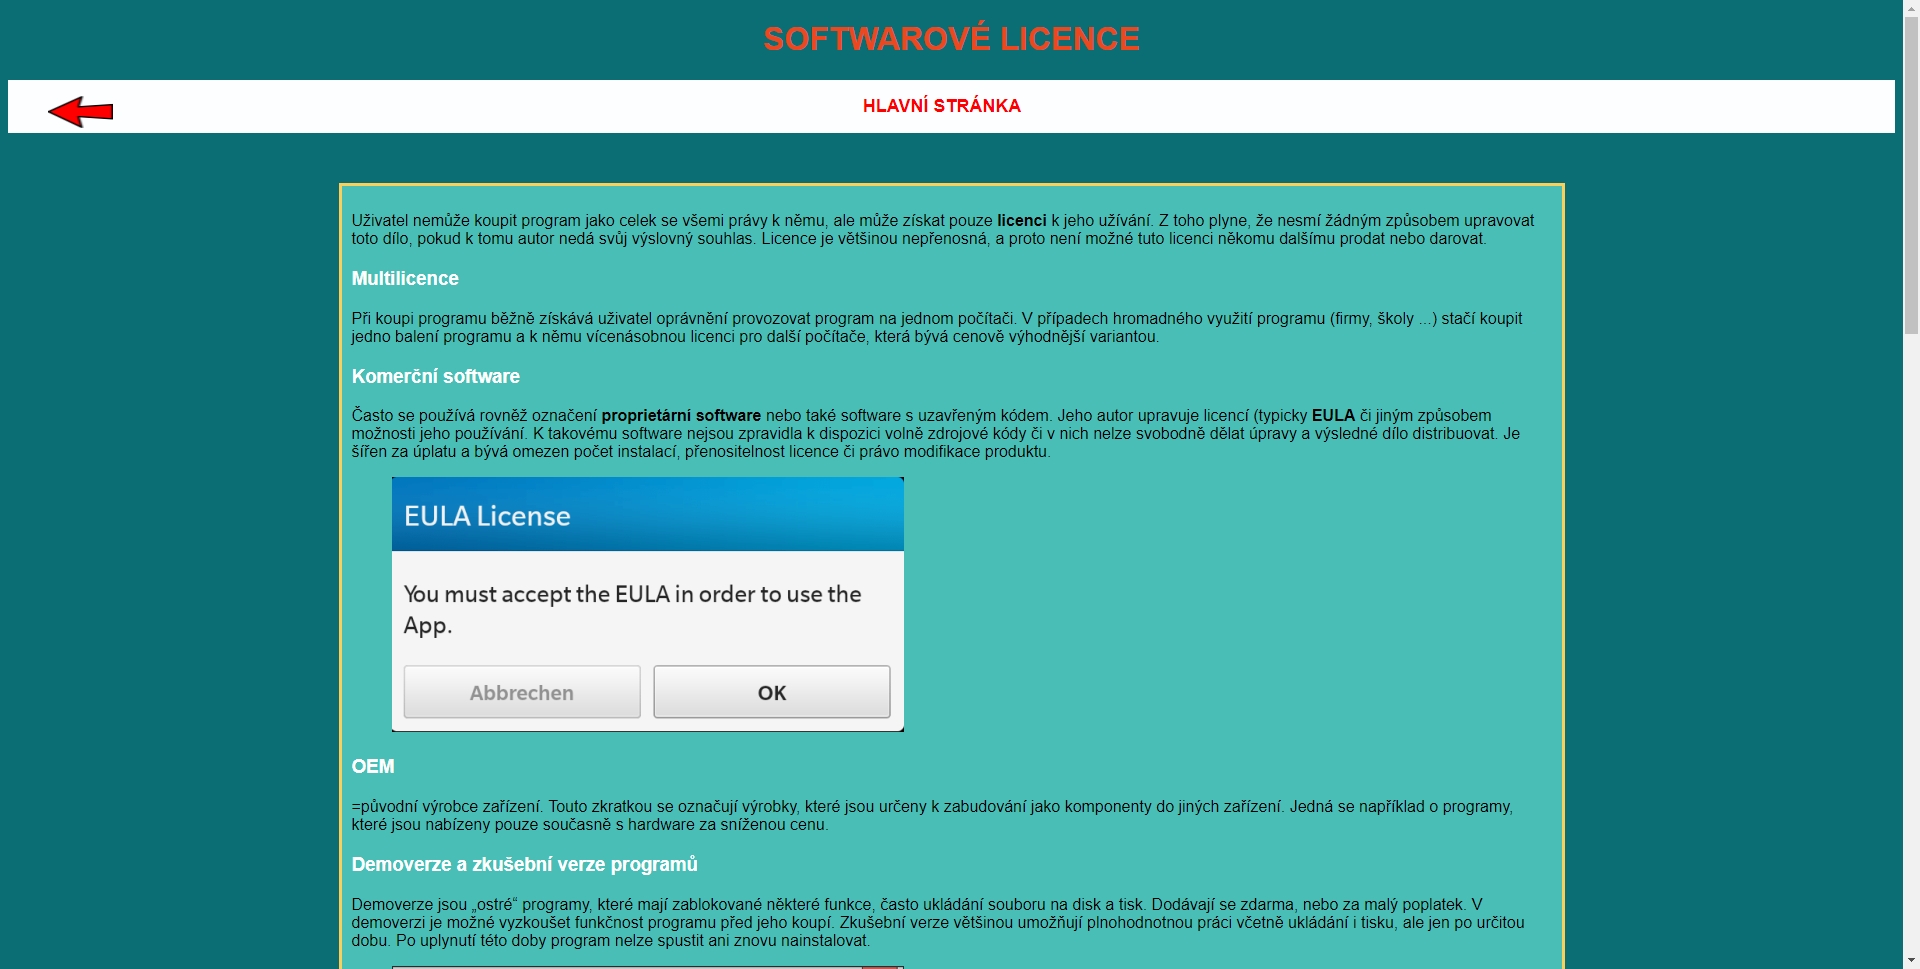 SOFTWAROVÉ LICENCE
HLAVNÍ STRÁNKA
Uživatel nemůže koupit program jako celek se všemi právy k němu, ale může získat pouze licenci k jeho užívání. Z toho plyne, že nesmí žádným způsobem upravovat
toto dílo, pokud k tomu autor nedá svůj výslovný souhlas. Licence je většinou nepřenosná, a proto není možné tuto licenci někomu dalšímu prodat nebo darovat.
Multilicence
Při koupi programu běžně získává uživatel oprávnění provozovat program na jednom počítači. V případech hromadného využití programu (firmy, školy ...) stačí koupit
jedno balení programu a k němu vícenásobnou licenci pro další počítače, která bývá cenově výhodnější variantou.
Komerční software
Často se používá rovněž označení proprietární software nebo také software s uzavřeným kódem. Jeho autor upravuje licencí (typicky EULA či jiným způsobem
možnosti jeho používání. K takovému software nejsou zpravidla k dispozici volně zdrojové kódy či v nich nelze svobodně dělat úpravy a výsledné dílo distribuovat. Je
šířen za úplatu a bývá omezen počet instalací, přenositelnost licence či právo modifikace produktu.
EULA License
You must accept the EULA in order to use the
App.
Abbrechen OK
OEM
=původní výrobce zařízení. Touto zkratkou se označují výrobky, které jsou určeny k zabudování jako komponenty do jiných zařízení. Jedná se například o programy,
které jsou nabízeny pouze současně s hardware za sníženou cenu.
Demoverze a zkušební verze programů
Demoverze jsou „ostré“ programy, které mají zablokované některé funkce, často ukládání souboru na disk a tisk. Dodávají se zdarma, nebo za malý poplatek. V
demoverzi je možné vyzkoušet funkčnost programu před jeho koupí. Zkušební verze většinou umožňují plnohodnotnou práci včetně ukládání i tisku, ale jen po určitou
dobu. Po uplynutí této doby program nelze spustit ani znovu nainstalovat.